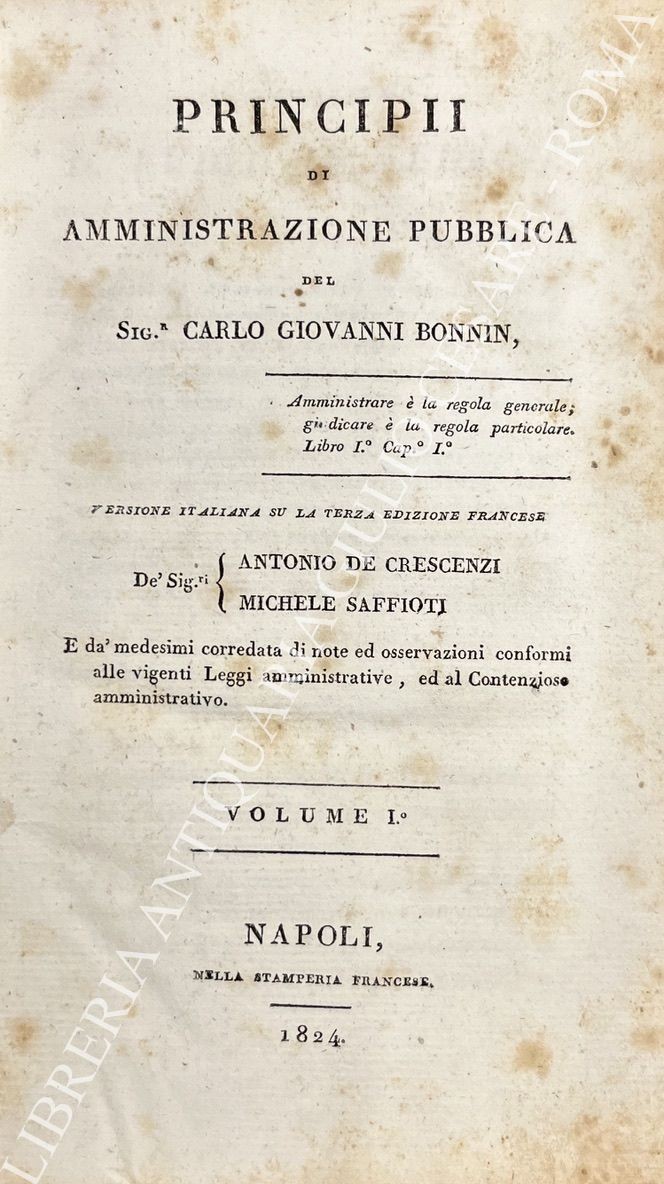 PRINCIPII
DI
AMMINISTRAZIONE PUBBLICA
DEL
SIG.R CARLO GIOVANNI BONNIN,
Amministrare è la regola generale;
giudicare è la regola particolare.
Libro I.° Cap.° I.°
VERSIONE ITALIANA SU LA TERZA EDIZIONE FRANCESE
De' Sig.ri { ANTONIO DE CRESCENZI
MICHELE SAFFIOTI
E da' medesimi corredata di note ed osservazioni conformi
alle vigenti Leggi amministrative, ed al Contenzioso
amministrativo.
VOLUME I.°
NAPOLI,
NELLA STAMPERIA FRANCESE.
1824.
LIBRERIA ANTIQUARIA GIULIO CESARE - ROMA